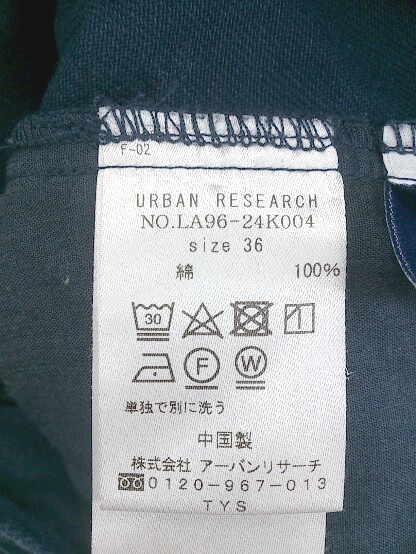 F-02
URBAN RESEARCH
NO.LA96-24K004
size 36
綿 100%
30
F W
単独で別に洗う
中国製
株式会社 アーバンリサーチ
0120-967-013
TYS